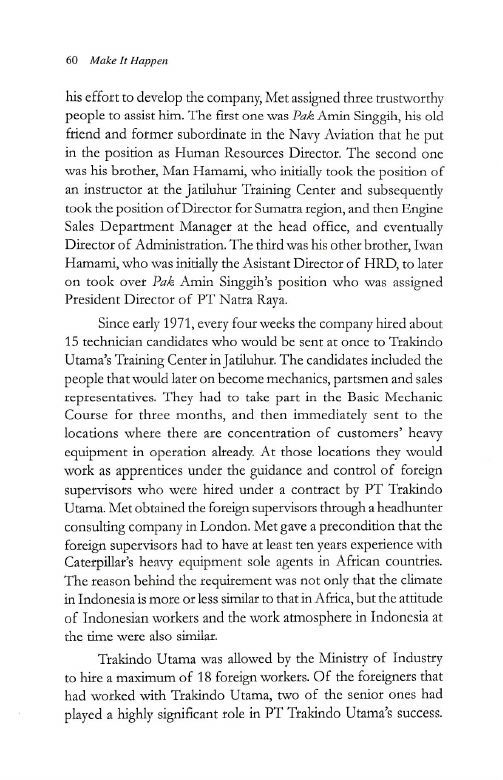 60 Make It Happen
his effort to develop the company, Met assigned three trustworthy
people to assist him. The first one was Pak Amin Singgih, his old
friend and former subordinate in the Navy Aviation that he put
in the position as Human Resources Director. The second one
was his brother, Man Hamami, who initially took the position of
an instructor at the Jatiluhur Training Center and subsequently
took the position of Director for Sumatra region, and then Engine
Sales Department Manager at the head office, and eventually
Director of Administration. The third was his other brother, Iwan
Hamami, who was initially the Asistant Director of HRD, to later
on took over Pak Amin Singgih's position who was assigned
President Director of PT Natra Raya.
Since early 1971, every four weeks the company hired about
15 technician candidates who would be sent at once to Trakindo
Utama's Training Center in Jatiluhur. The candidates included the
people that would later on become mechanics, partsmen and sales
representatives. They had to take part in the Basic Mechanic
Course for three months, and then immediately sent to the
locations where there are concentration of customers' heavy
equipment in operation already. At those locations they would
work as apprentices under the guidance and control of foreign
supervisors who were hired under a contract by PT Trakindo
Utama. Met obtained the foreign supervisors through a headhunter
consulting company in London. Met gave a precondition that the
foreign supervisors had to have at least ten years experience with
Caterpillar's heavy equipment sole agents in African countries.
The reason behind the requirement was not only that the climate
in Indonesia is more or less similar to that in Africa, but the attitude
of Indonesian workers and the work atmosphere in Indonesia at
the time were also similar.
Trakindo Utama was allowed by the Ministry of Industry
to hire a maximum of 18 foreign workers. Of the foreigners that
had worked with Trakindo Utama, two of the senior ones had
played a highly significant role in PT Trakindo Utama's success.